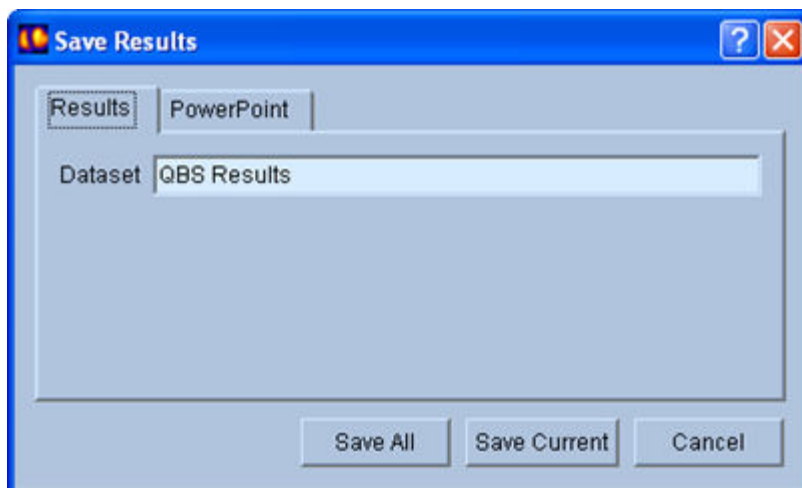 Save Results
Results PowerPoint
Dataset QBS Results
Save All Save Current Cancel